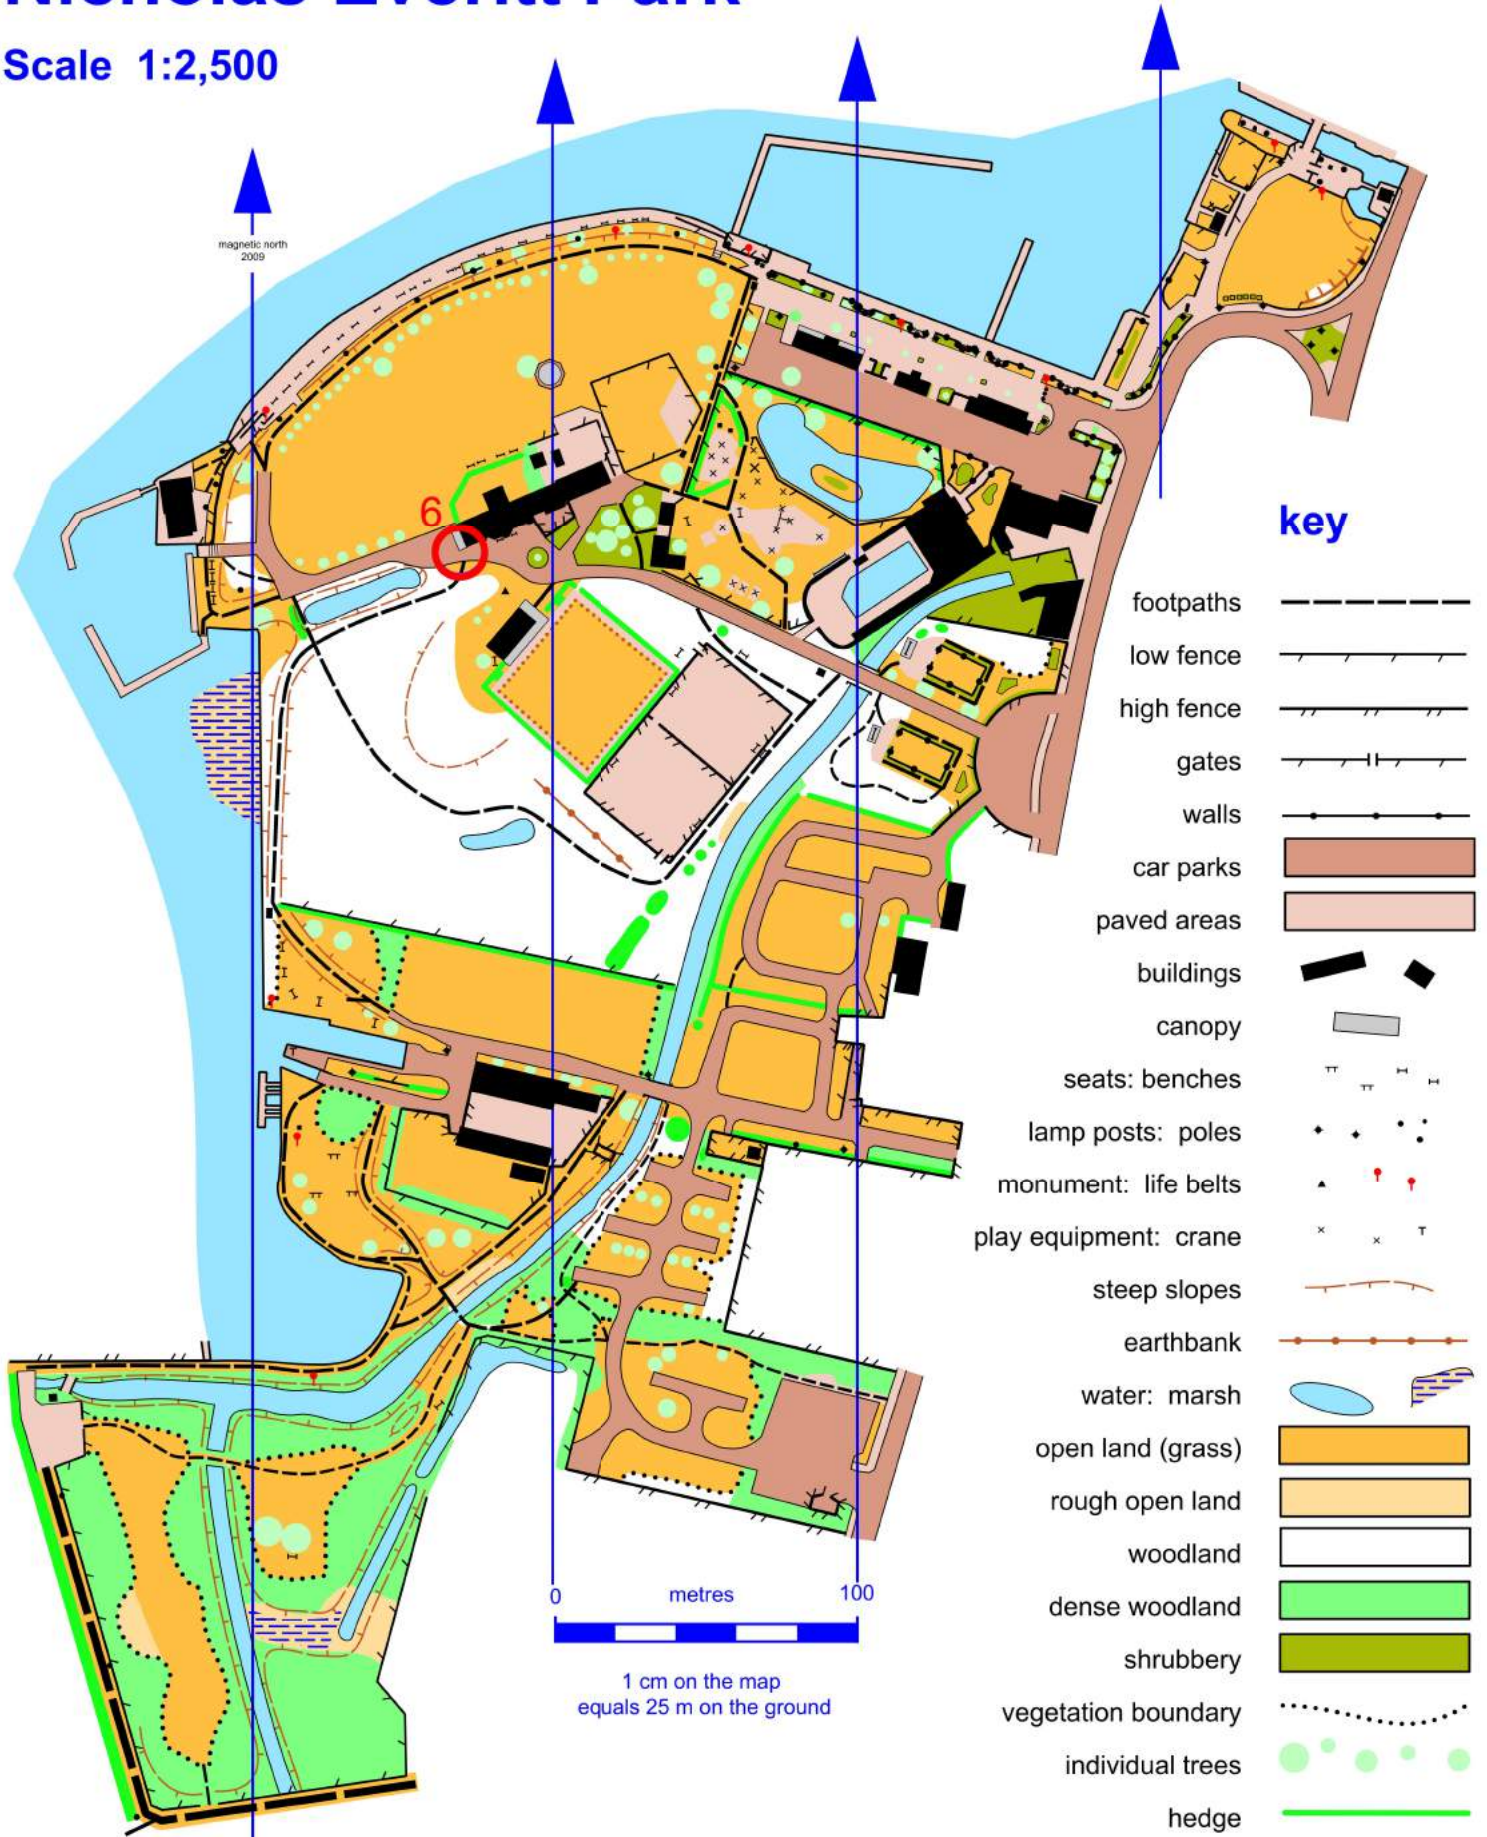 Nicholas Everitt Park
Scale 1:2,500
magnetic north
2009
6
key
footpaths
low fence
high fence
gates
walls
car parks
paved areas
buildings
canopy
seats: benches
lamp posts: poles
monument: life belts
play equipment: crane
steep slopes
earthbank
water: marsh
open land (grass)
rough open land
woodland
dense woodland
shrubbery
vegetation boundary
individual trees
hedge
0 metres 100
1 cm on the map
equals 25 m on the ground